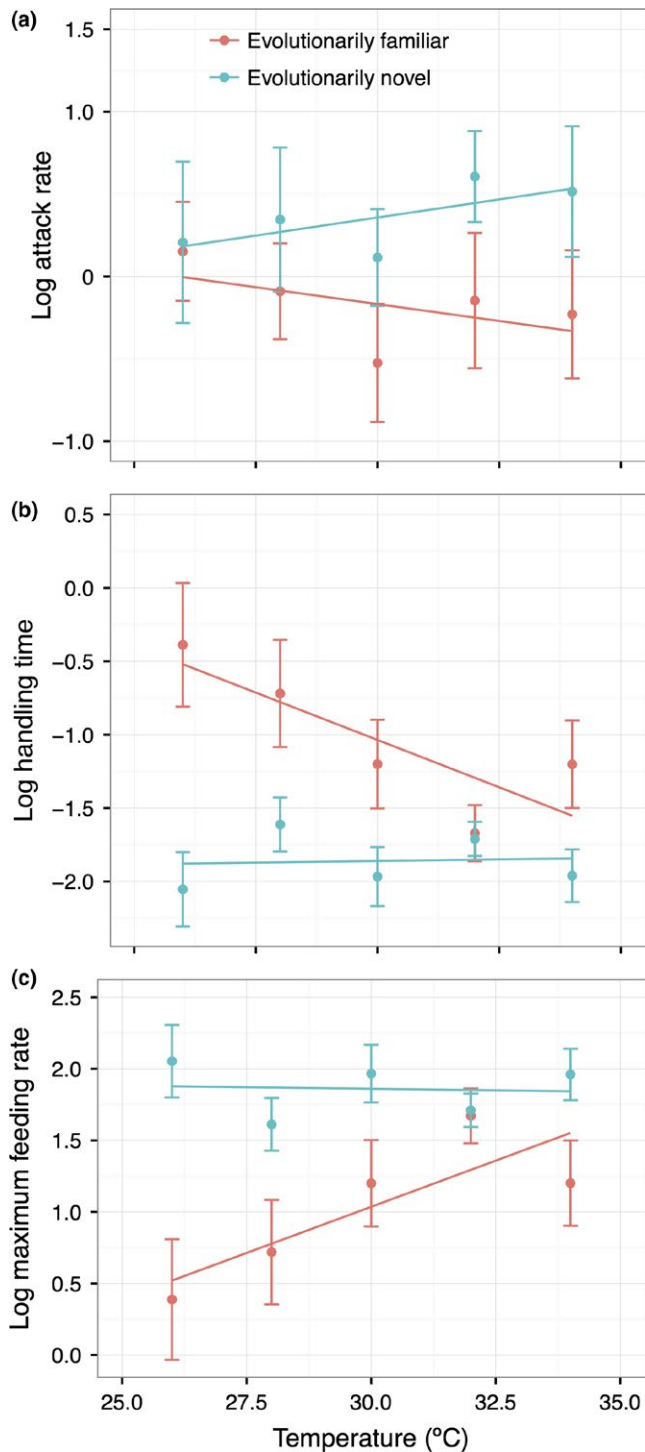 (a)
1.5
Evolutionarily familiar
Evolutionarily novel
1.0
0
−1.0
Log attack rate
(b)
0.5
0.0
−0.5
−1.0
−1.5
−2.0
Log handling time
(c)
2.5
2.0
1.5
1.0
0.5
0.0
Log maximum feeding rate
25.0 27.5 30.0 32.5 35.0
Temperature (ºC)